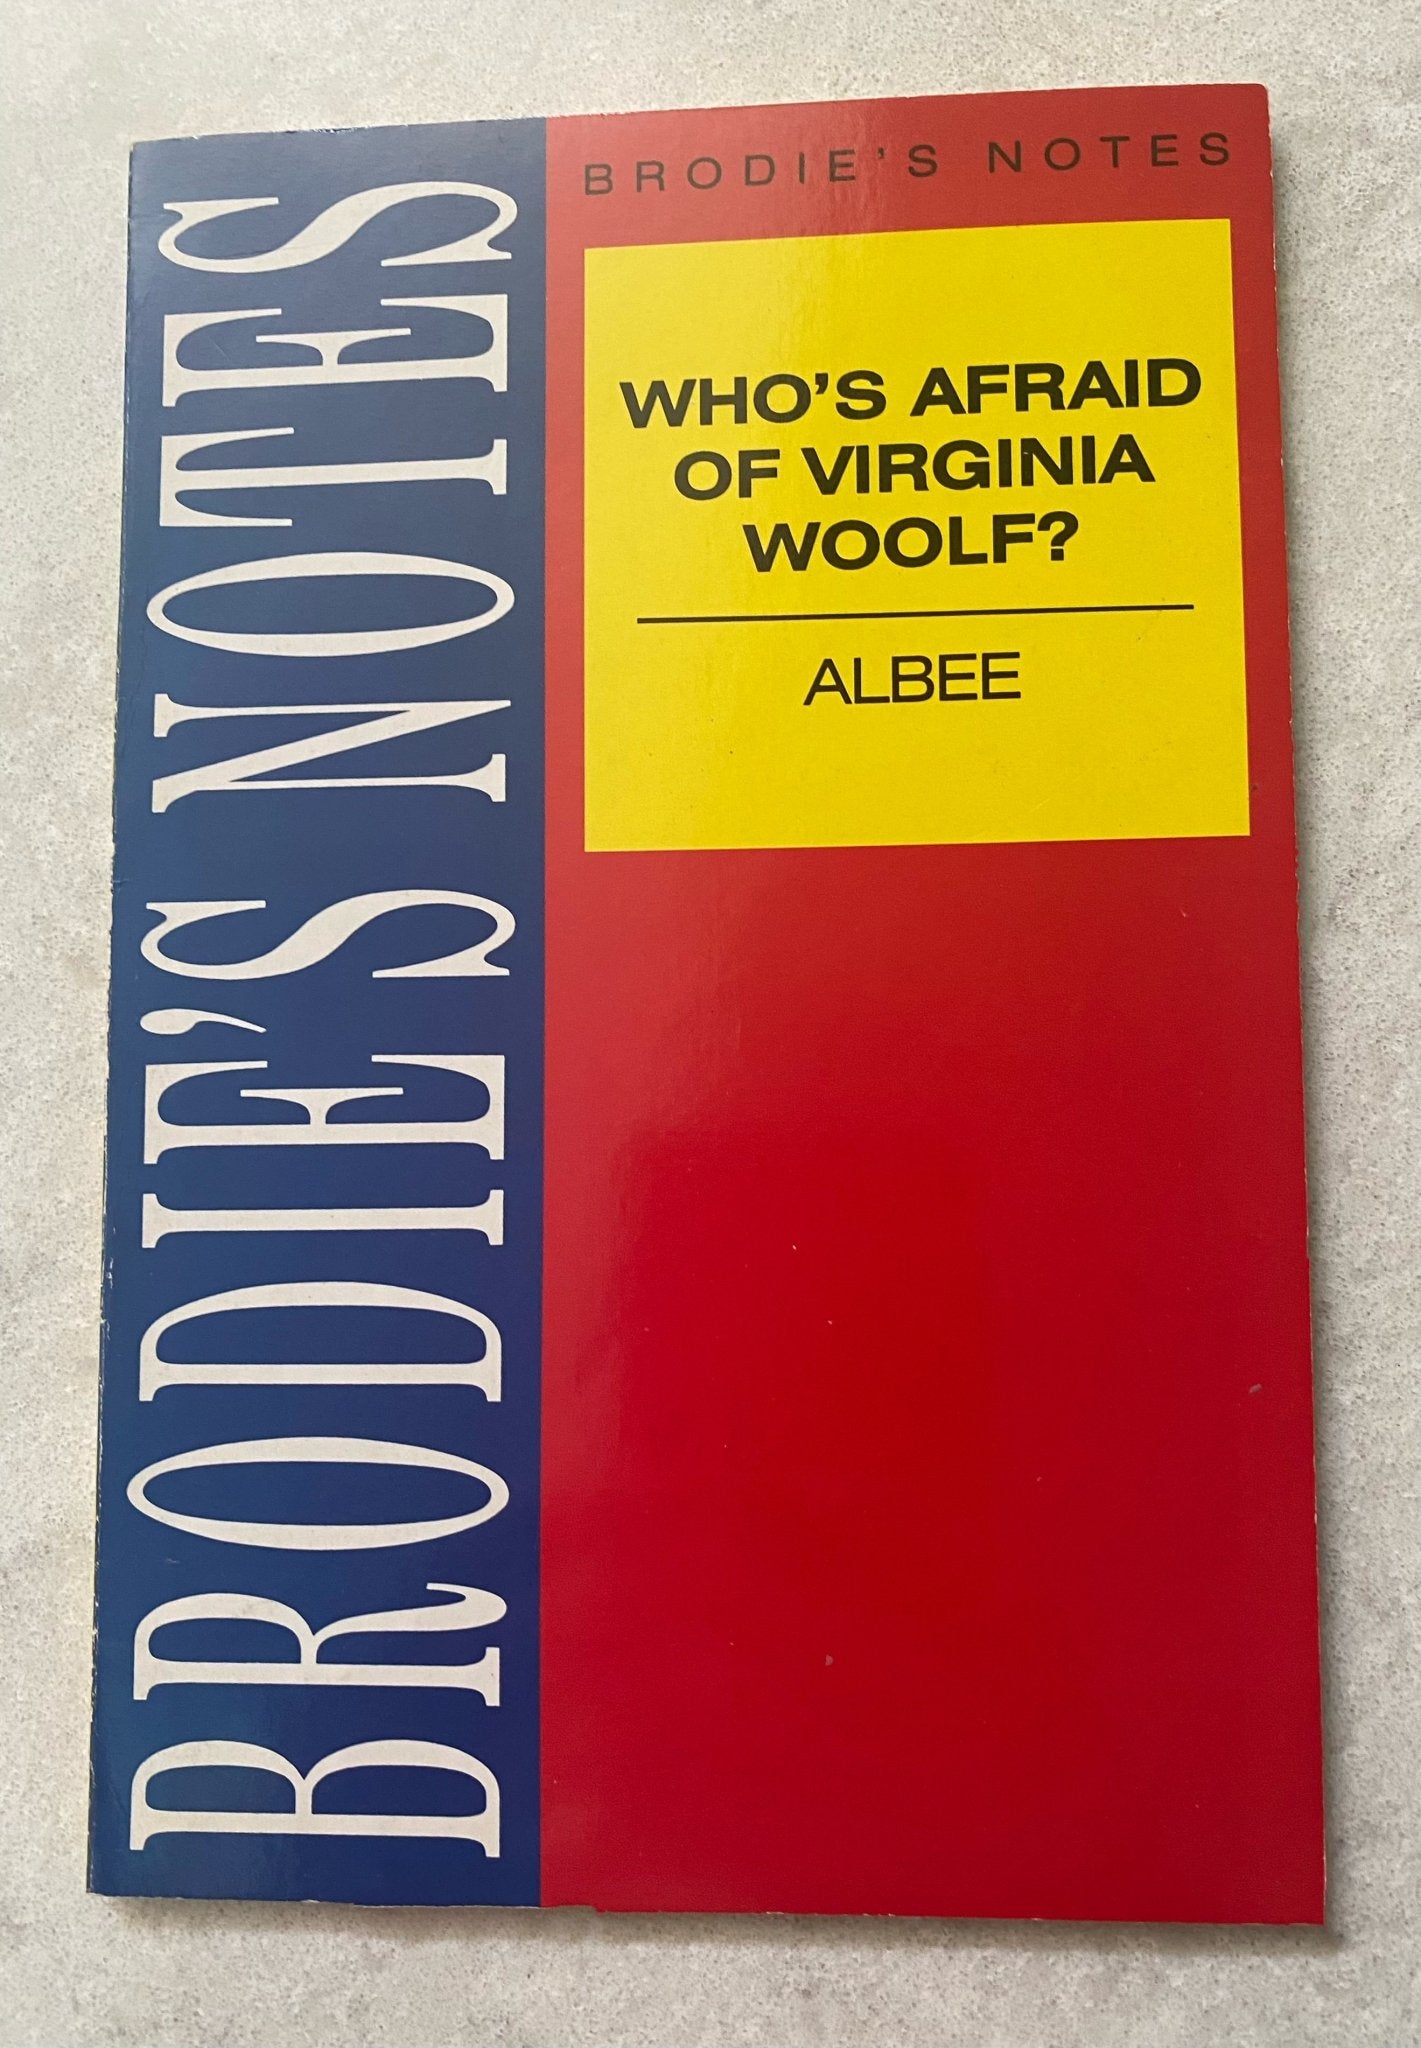 BRODIE'S NOTES
BRODIE'S NOTES
WHO'S AFRAID
OF VIRGINIA
WOOLF?
ALBEE